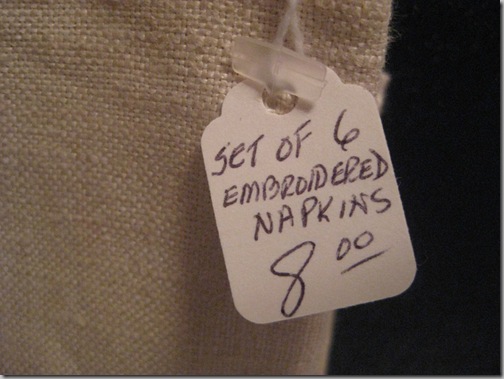 SET OF 6
EMBROIDERED
NAPKINS
8 00